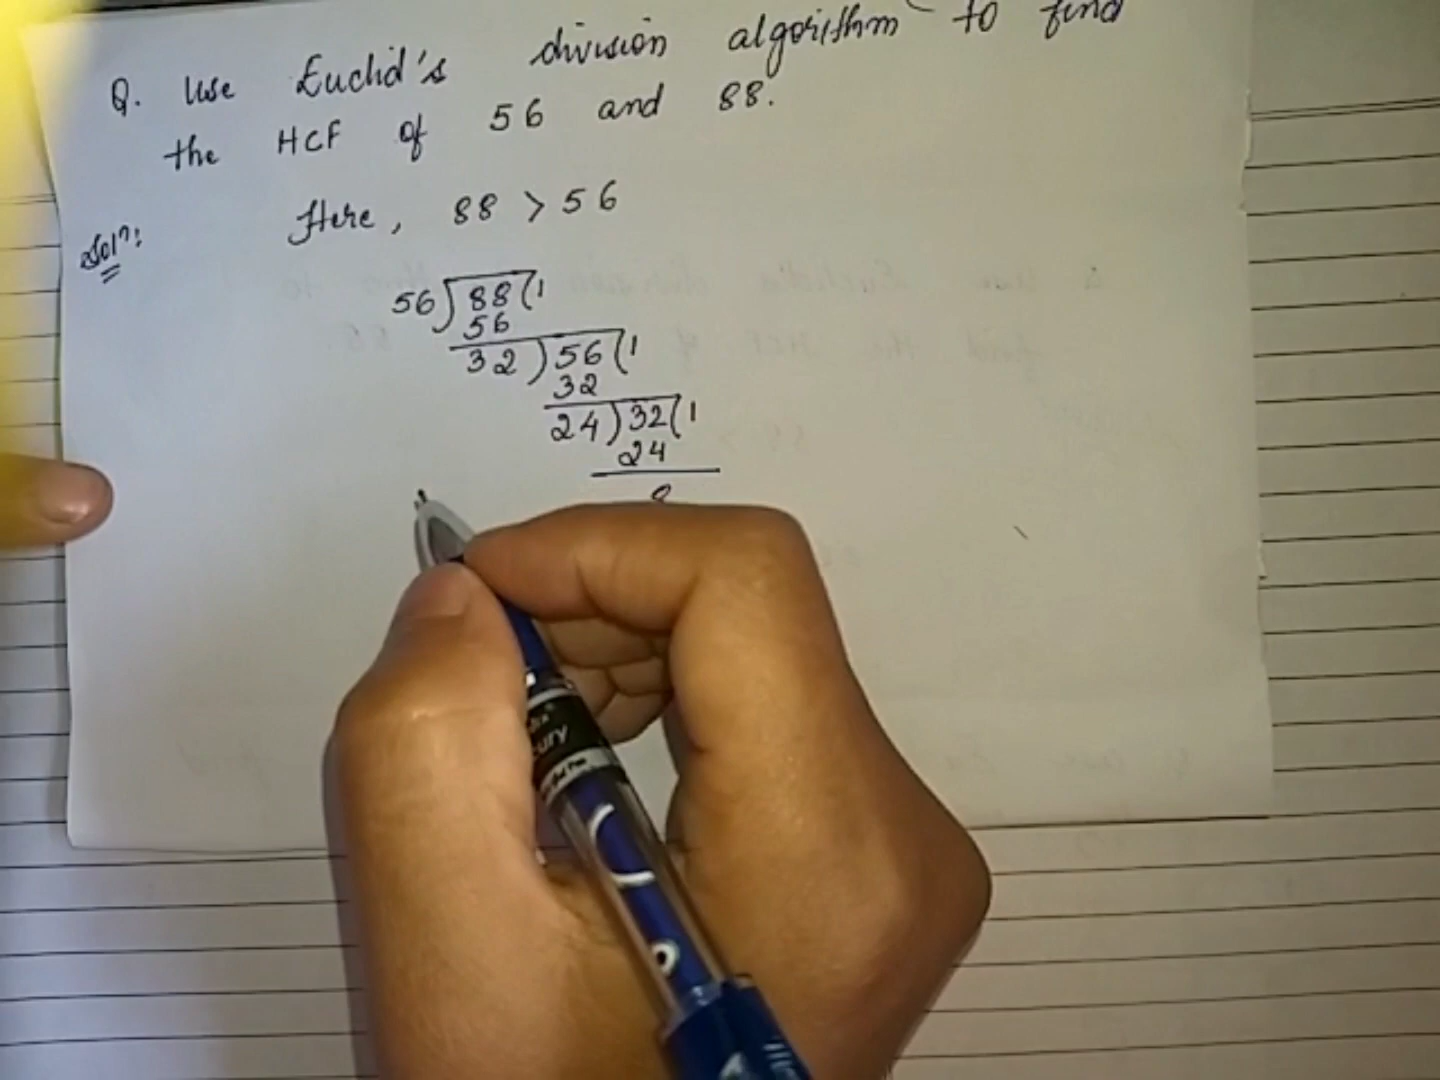 Q. Use Euclid's division algorithm to find
the HCF of 56 and 88.
Solⁿ: Here, 88 > 56
56 ) 88 ( 1
56
32 ) 56 ( 1
32
24 ) 32 ( 1
24